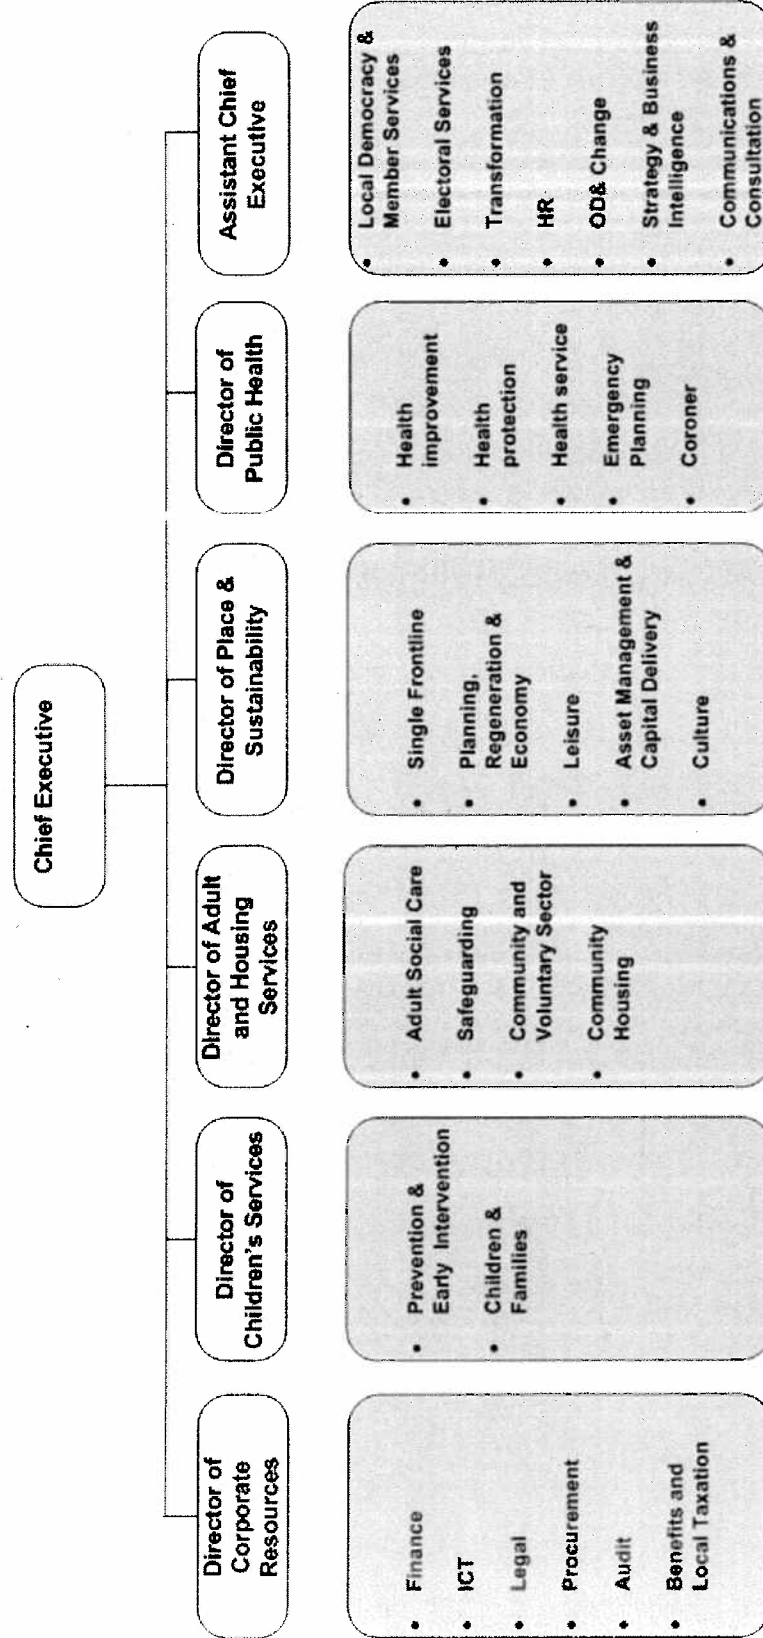 Chief Executive
Director of
Corporate
Resources
Director of
Children's Services
Director of Adult
and Housing
Services
Director of Place &
Sustainability
Director of
Public Health
Assistant Chief
Executive
• Finance
• ICT
• Legal
• Procurement
• Audit
• Benefits and
Local Taxation
• Prevention &
Early Intervention
• Children &
Families
• Adult Social Care
• Safeguarding
• Community and
Voluntary Sector
• Community
Housing
• Single Frontline
• Planning,
Regeneration &
Economy
• Leisure
• Asset Management &
Capital Delivery
• Culture
• Health
improvement
• Health
protection
• Health service
• Emergency
Planning
• Coroner
• Local Democracy &
Member Services
• Electoral Services
• Transformation
• HR
• OD& Change
• Strategy & Business
Intelligence
• Communications &
Consultation